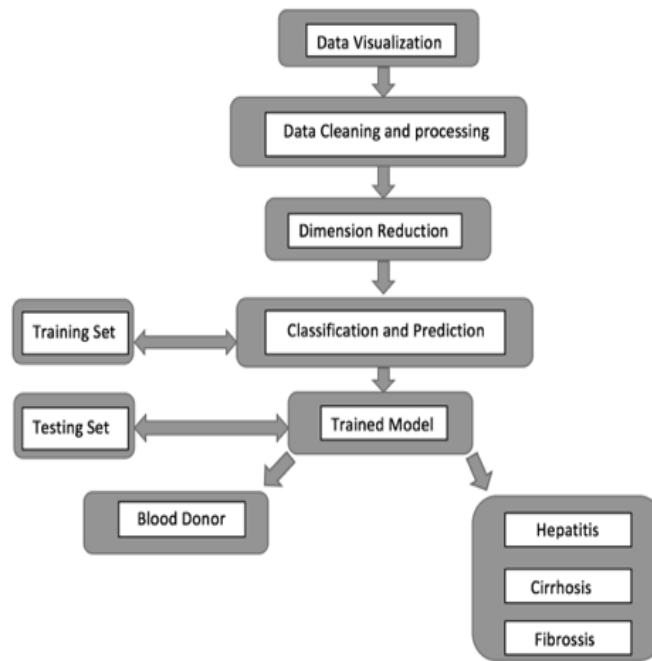 Data Visualization
Data Cleaning and processing
Dimension Reduction
Training Set
Classification and Prediction
Testing Set
Trained Model
Blood Donor
Hepatitis
Cirrhosis
Fibrossis